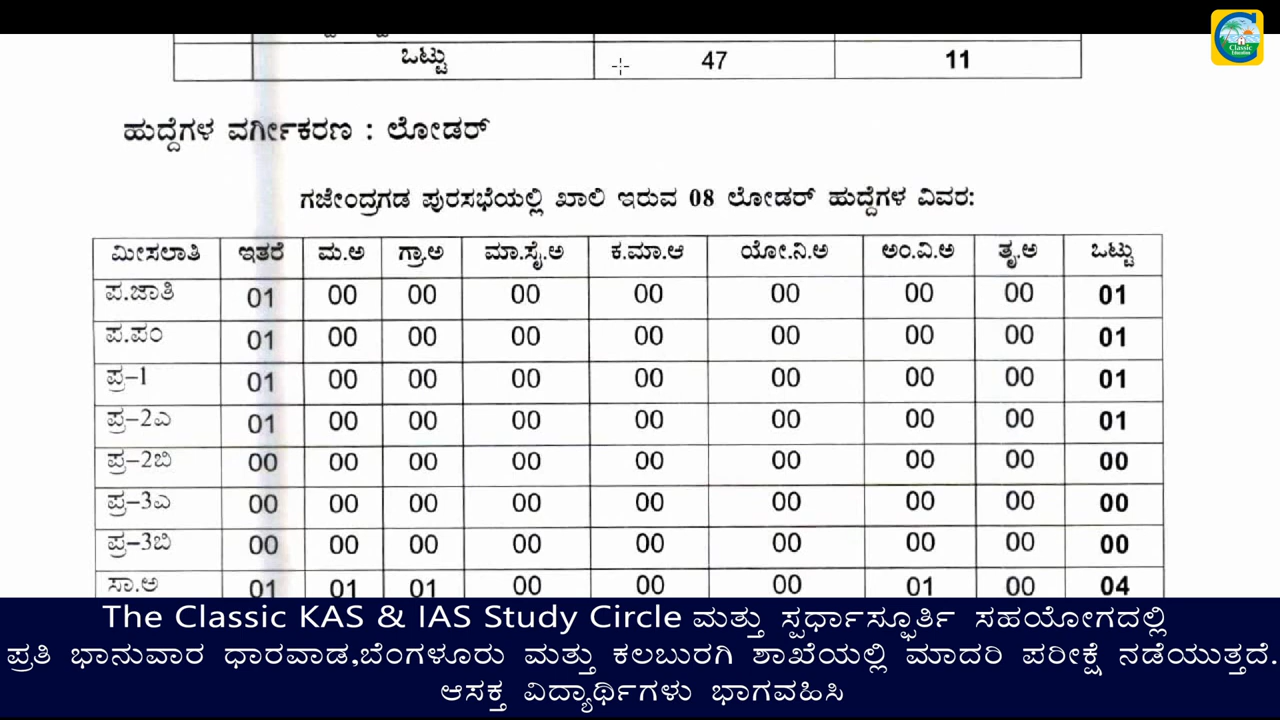 Classic
Education
ಒಟ್ಟು 47 11
ಹುದ್ದೆಗಳ ವರ್ಗೀಕರಣ : ಲೋಡರ್
ಗಜೇಂದ್ರಗಡ ಪುರಸಭೆಯಲ್ಲಿ ಖಾಲಿ ಇರುವ 08 ಲೋಡರ್ ಹುದ್ದೆಗಳ ವಿವರ:
ಮೀಸಲಾತಿ ಇತರೆ ಮ.ಅ ಗ್ರಾ.ಅ ಮಾ.ಸೈ.ಅ ಕ.ಮಾ.ಆ ಯೋ.ನಿ.ಅ ಅಂ.ವಿ.ಅ ತೃ.ಅ ಒಟ್ಟು
ಪ.ಜಾತಿ 01 00 00 00 00 00 00 00 01
ಪ.ಪಂ 01 00 00 00 00 00 00 00 01
ಪ್ರ-1 01 00 00 00 00 00 00 00 01
ಪ್ರ-2ಎ 01 00 00 00 00 00 00 00 01
ಪ್ರ-2ಬಿ 00 00 00 00 00 00 00 00 00
ಪ್ರ-3ಎ 00 00 00 00 00 00 00 00 00
ಪ್ರ-3ಬಿ 00 00 00 00 00 00 00 00 00
ಸಾ.ಅ 01 01 01 00 00 00 01 00 04
The Classic KAS & IAS Study Circle ಮತ್ತು ಸ್ಪರ್ಧಾಸ್ಫೂರ್ತಿ ಸಹಯೋಗದಲ್ಲಿ
ಪ್ರತಿ ಭಾನುವಾರ ಧಾರವಾಡ,ಬೆಂಗಳೂರು ಮತ್ತು ಕಲಬುರಗಿ ಶಾಖೆಯಲ್ಲಿ ಮಾದರಿ ಪರೀಕ್ಷೆ ನಡೆಯುತ್ತದೆ.
ಆಸಕ್ತ ವಿದ್ಯಾರ್ಥಿಗಳು ಭಾಗವಹಿಸಿ